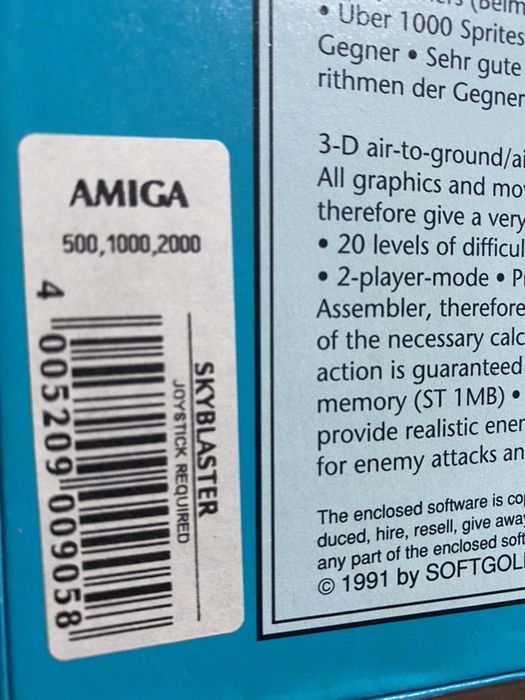 AMIGA
500,1000,2000
4 005209 009058
SKYBLASTER
JOYSTICK REQUIRED
• Über 1000 Sprites
Gegner • Sehr gute
rithmen der Gegner
3-D air-to-ground/ai
All graphics and mo
therefore give a very
• 20 levels of difficul
• 2-player-mode • P
Assembler, therefore
of the necessary calc
action is guaranteed
memory (ST 1MB) •
provide realistic ener
for enemy attacks an
The enclosed software is co
duced, hire, resell, give away
any part of the enclosed soft
© 1991 by SOFTGOL